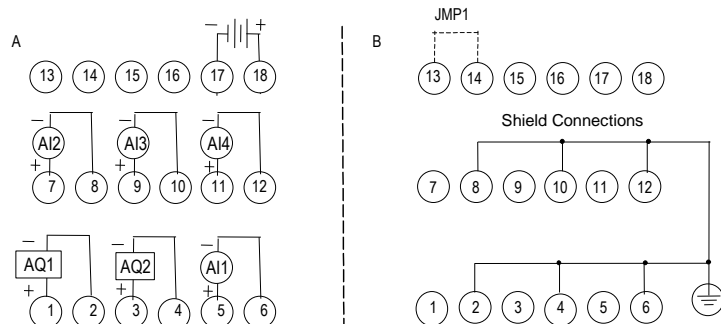 A
− +
13 14 15 16 17 18
− − −
AI2 AI3 AI4
+ + +
7 8 9 10 11 12
− − −
AQ1 AQ2 AI1
+ + +
1 2 3 4 5 6
B
JMP1
13 14 15 16 17 18
Shield Connections
7 8 9 10 11 12
1 2 3 4 5 6